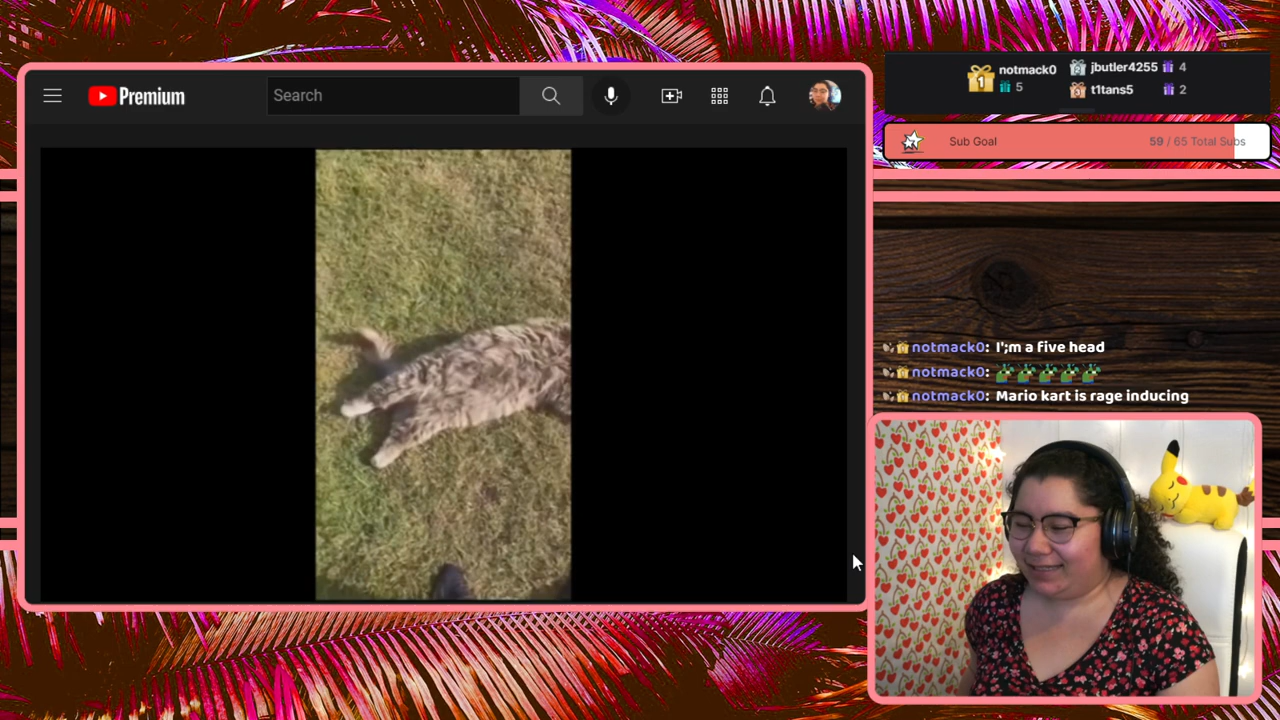 Premium
Search
notmack0
5
jbutler4255 4
t1tans5 2
1
Sub Goal
59 / 65 Total Subs
notmack0: I';m a five head
notmack0:
notmack0: Mario kart is rage inducing